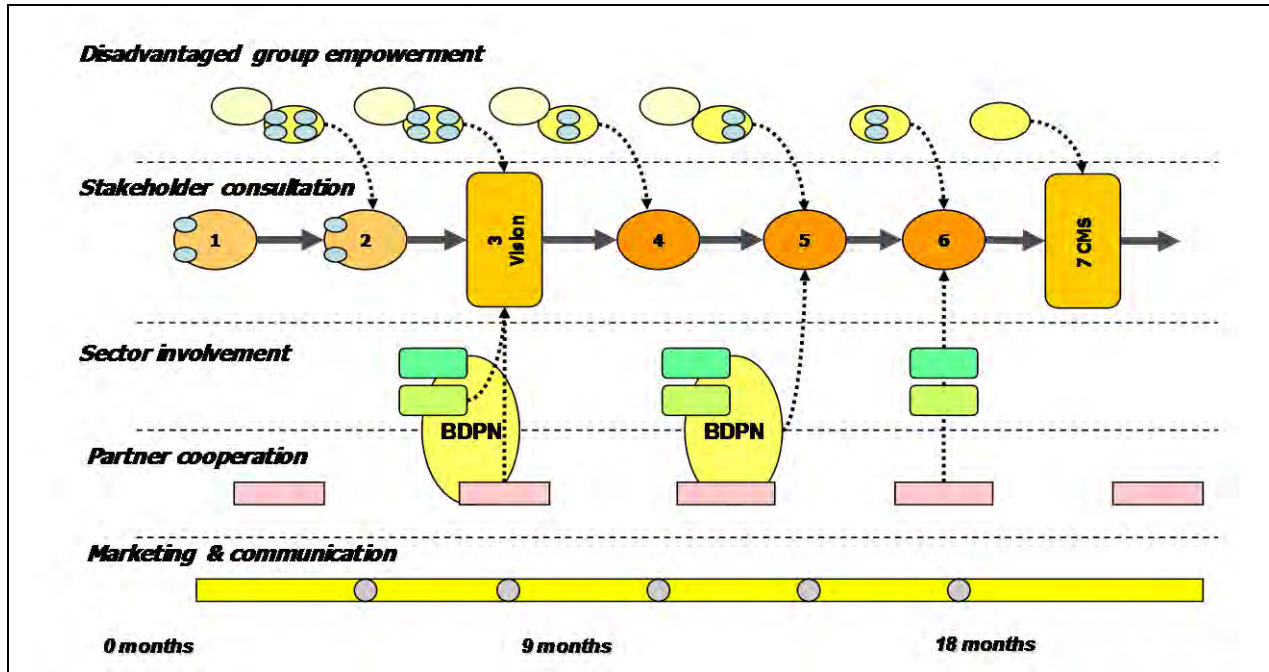 Disadvantaged group empowerment
Stakeholder consultation
1
2
3
Vision
4
5
6
7 CMS
Sector involvement
BDPN
BDPN
Partner cooperation
Marketing & communication
0 months
9 months
18 months